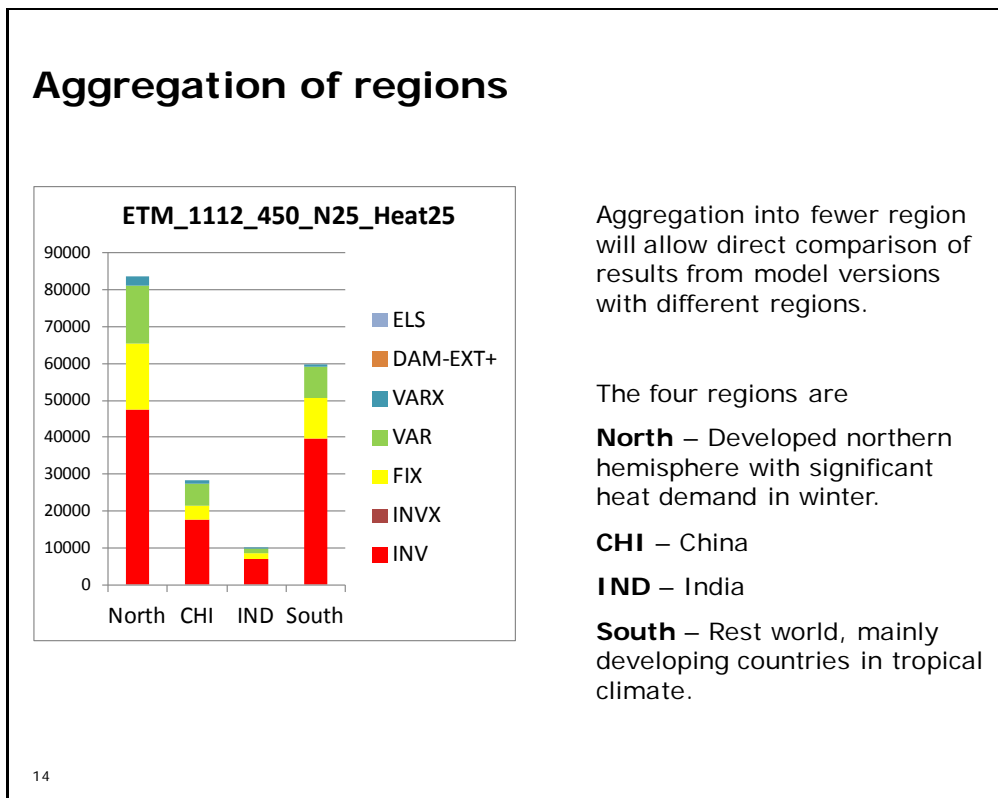 Aggregation of regions
ETM_1112_450_N25_Heat25
90000
80000
70000
60000
50000
40000
30000
20000
10000
0
North CHI IND South
ELS
DAM-EXT+
VARX
VAR
FIX
INVX
INV
Aggregation into fewer region
will allow direct comparison of
results from model versions
with different regions.
The four regions are
North – Developed northern
hemisphere with significant
heat demand in winter.
CHI – China
IND – India
South – Rest world, mainly
developing countries in tropical
climate.
14